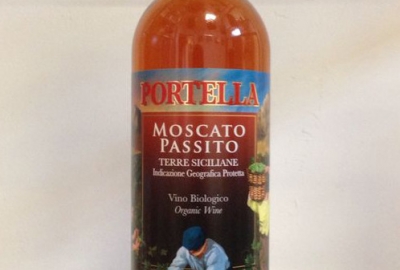 PORTELLA
MOSCATO
PASSITO
TERRE SICILIANE
Indicazione Geografica Protetta
Vino Biologico
Organic Wine